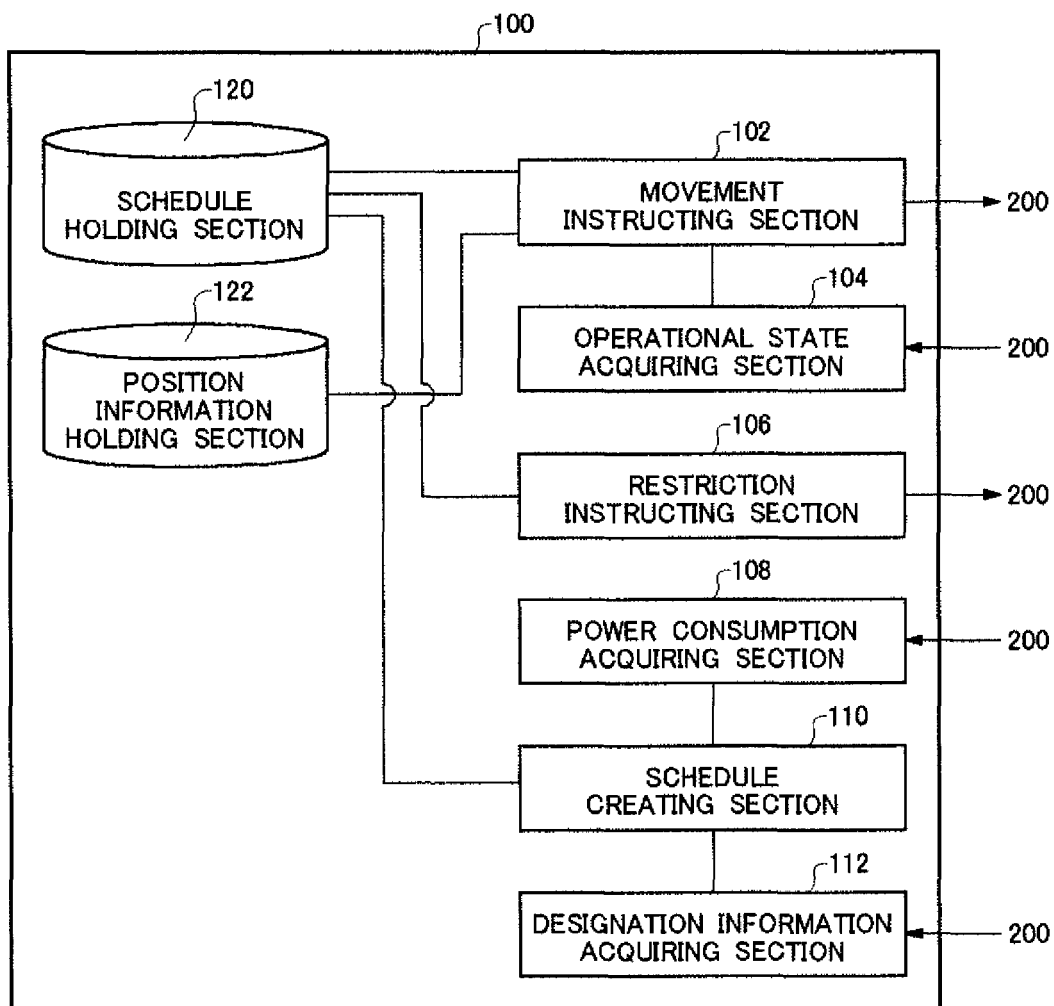 100
120
SCHEDULE
HOLDING SECTION
122
POSITION
INFORMATION
HOLDING SECTION
102
MOVEMENT
INSTRUCTING SECTION
200
104
OPERATIONAL STATE
ACQUIRING SECTION
200
106
RESTRICTION
INSTRUCTING SECTION
200
108
POWER CONSUMPTION
ACQUIRING SECTION
200
110
SCHEDULE
CREATING SECTION
112
DESIGNATION INFORMATION
ACQUIRING SECTION
200